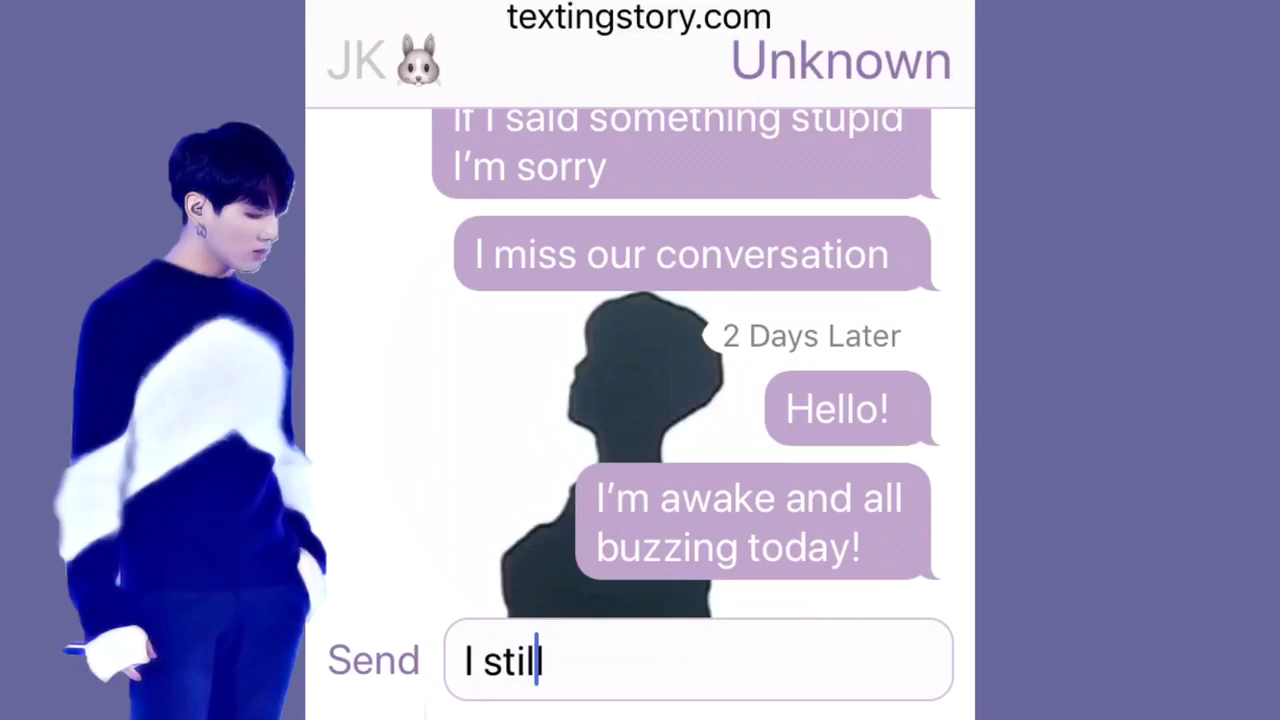 textingstory.com
JK🐰 Unknown
If I said something stupid
I'm sorry
I miss our conversation
2 Days Later
Hello!
I'm awake and all
buzzing today!
Send I still